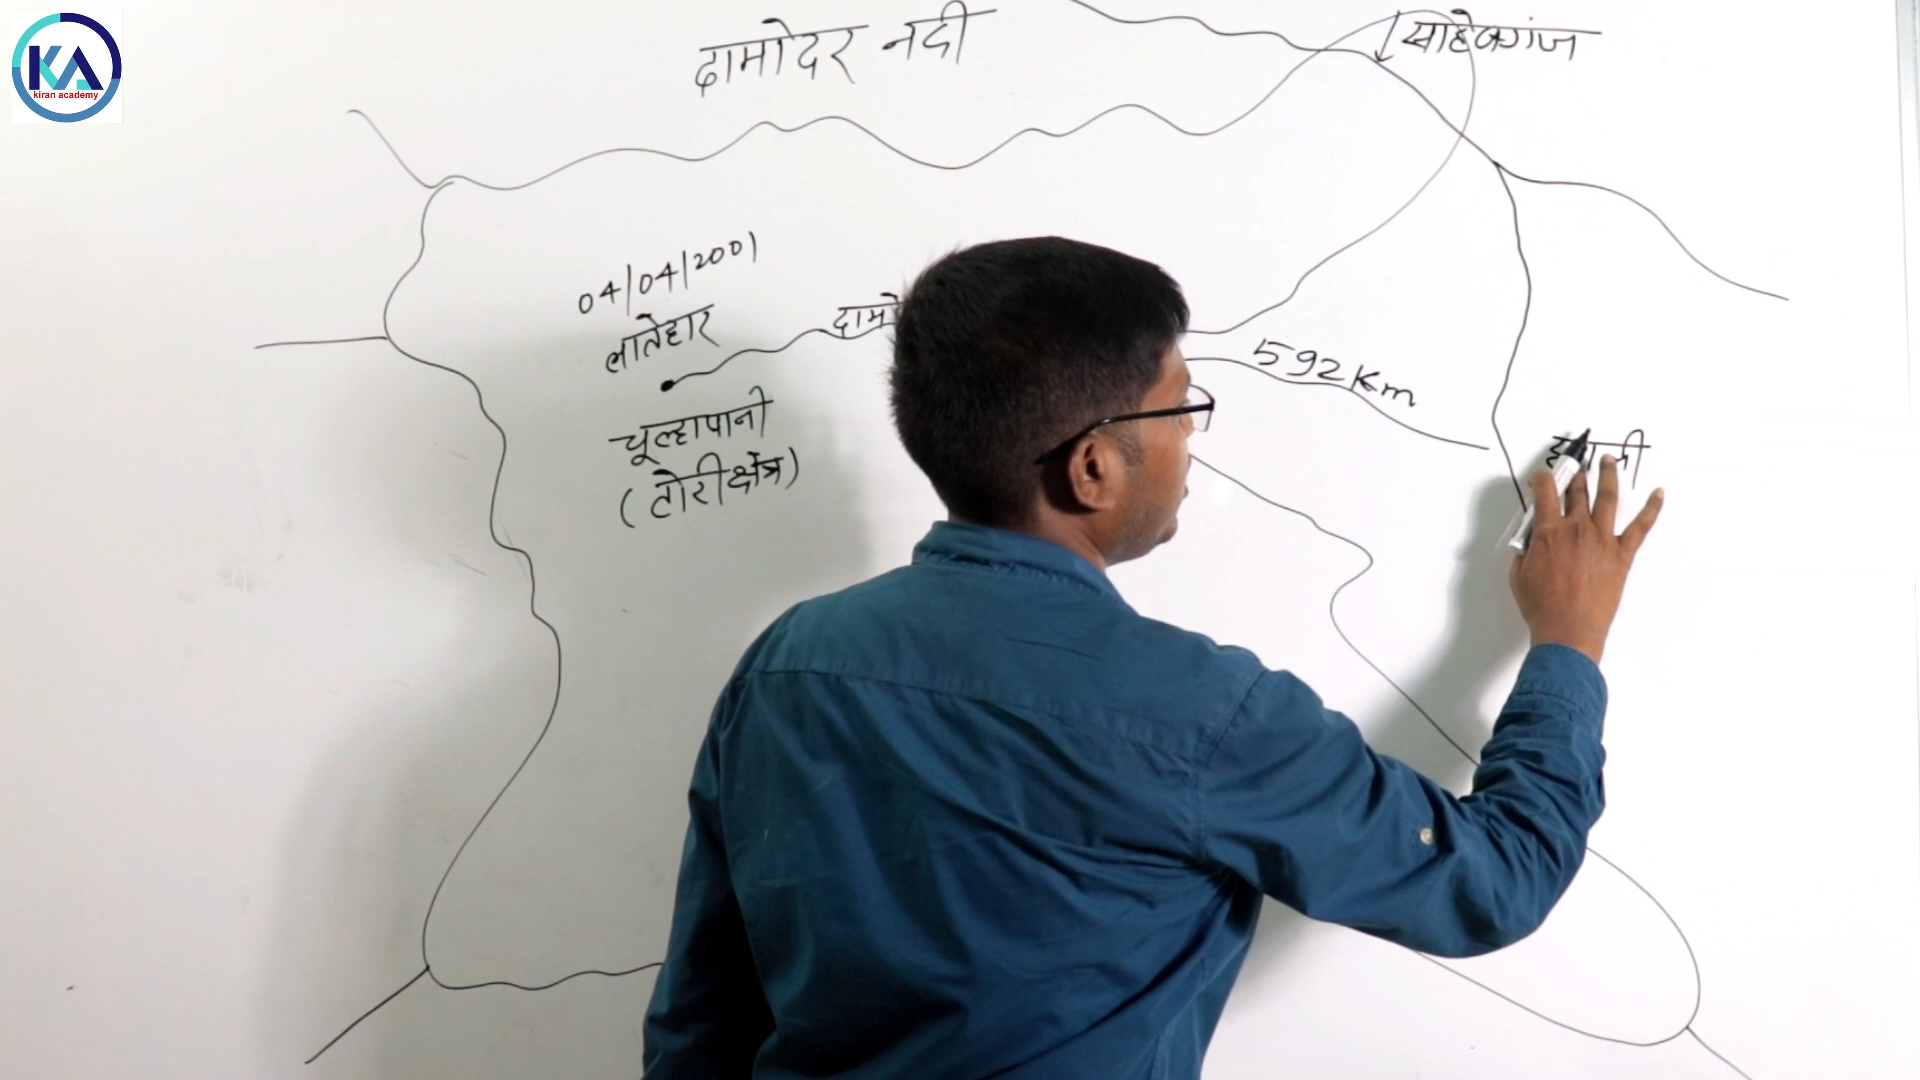 KA
kiran academy
दामोदर नदी
साहेबगंज
04/04/2001
लातेहार
दामो
592 Km
चूल्हापानी
(टोरीक्षेत्र)